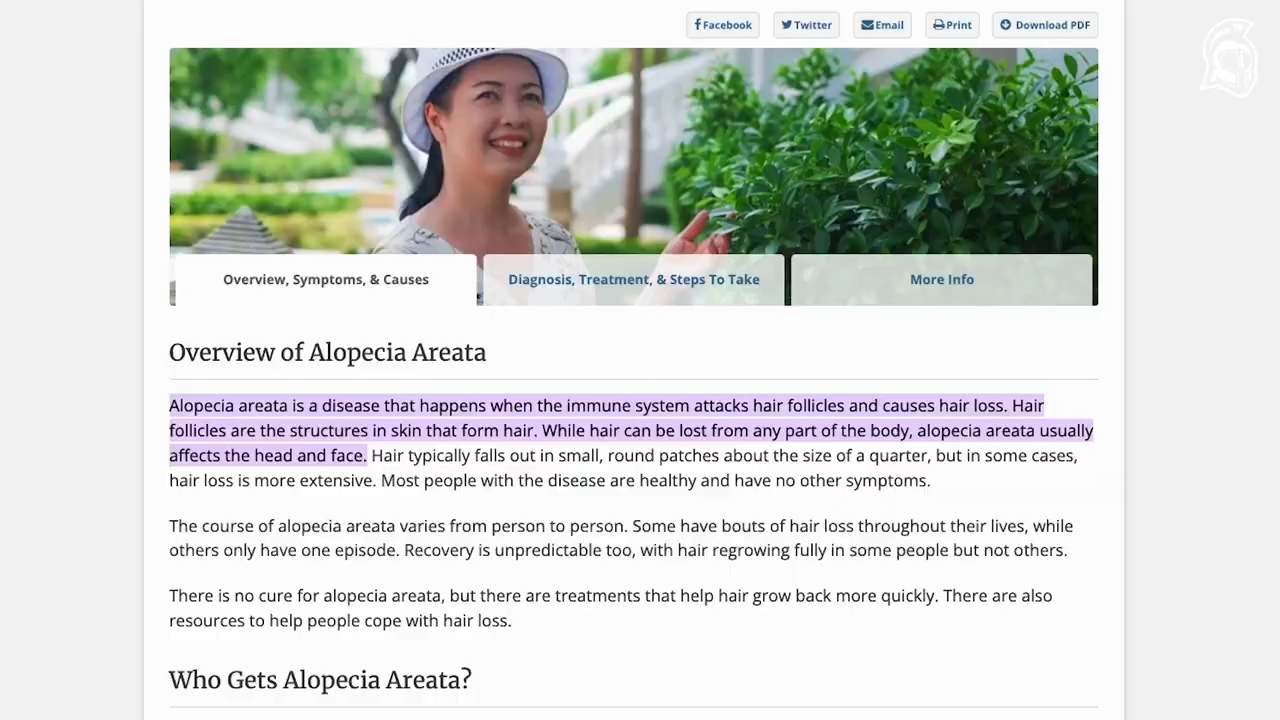 Facebook
Twitter
Email
Print
Download PDF
Overview, Symptoms, & Causes
Diagnosis, Treatment, & Steps To Take
More Info
Overview of Alopecia Areata
Alopecia areata is a disease that happens when the immune system attacks hair follicles and causes hair loss. Hair
follicles are the structures in skin that form hair. While hair can be lost from any part of the body, alopecia areata usually
affects the head and face. Hair typically falls out in small, round patches about the size of a quarter, but in some cases,
hair loss is more extensive. Most people with the disease are healthy and have no other symptoms.
The course of alopecia areata varies from person to person. Some have bouts of hair loss throughout their lives, while
others only have one episode. Recovery is unpredictable too, with hair regrowing fully in some people but not others.
There is no cure for alopecia areata, but there are treatments that help hair grow back more quickly. There are also
resources to help people cope with hair loss.
Who Gets Alopecia Areata?